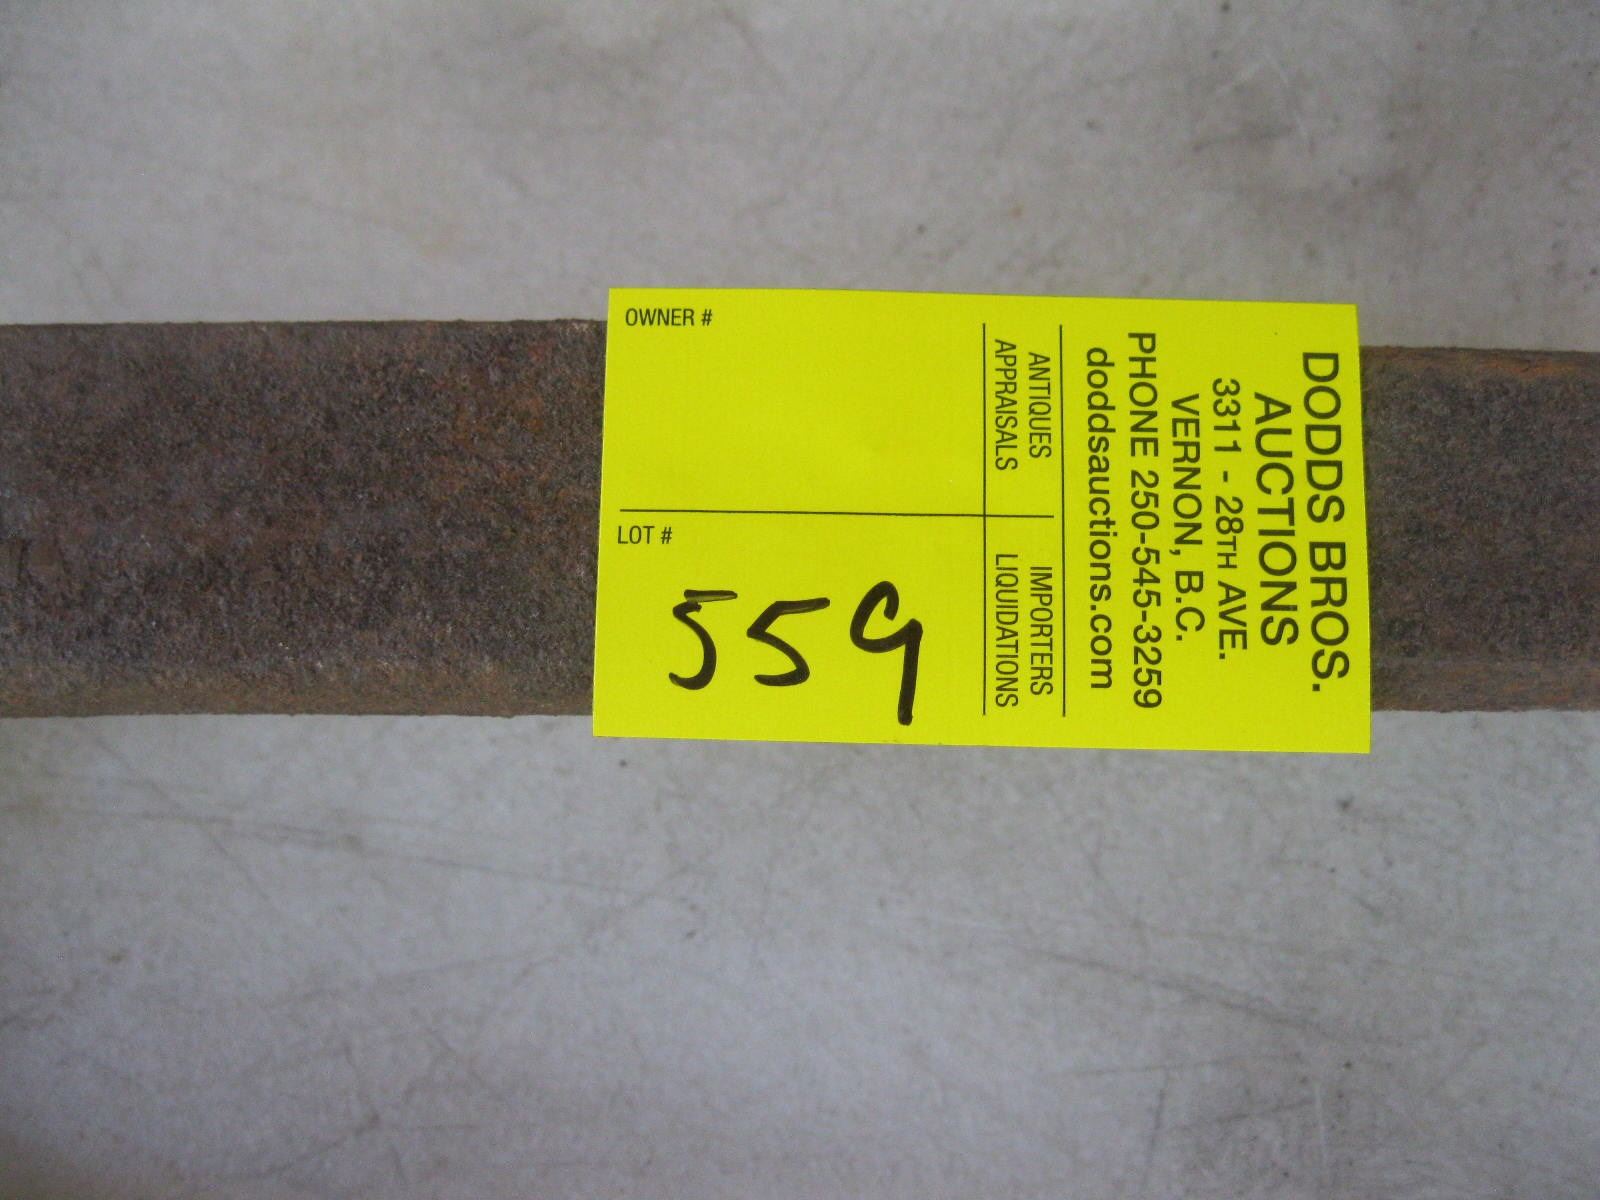 DODDS BROS.
AUCTIONS
3311 - 28TH AVE.
VERNON, B.C.
PHONE 250-545-3259
doddsauctions.com
ANTIQUES IMPORTERS
APPRAISALS LIQUIDATIONS
OWNER #
LOT #
559